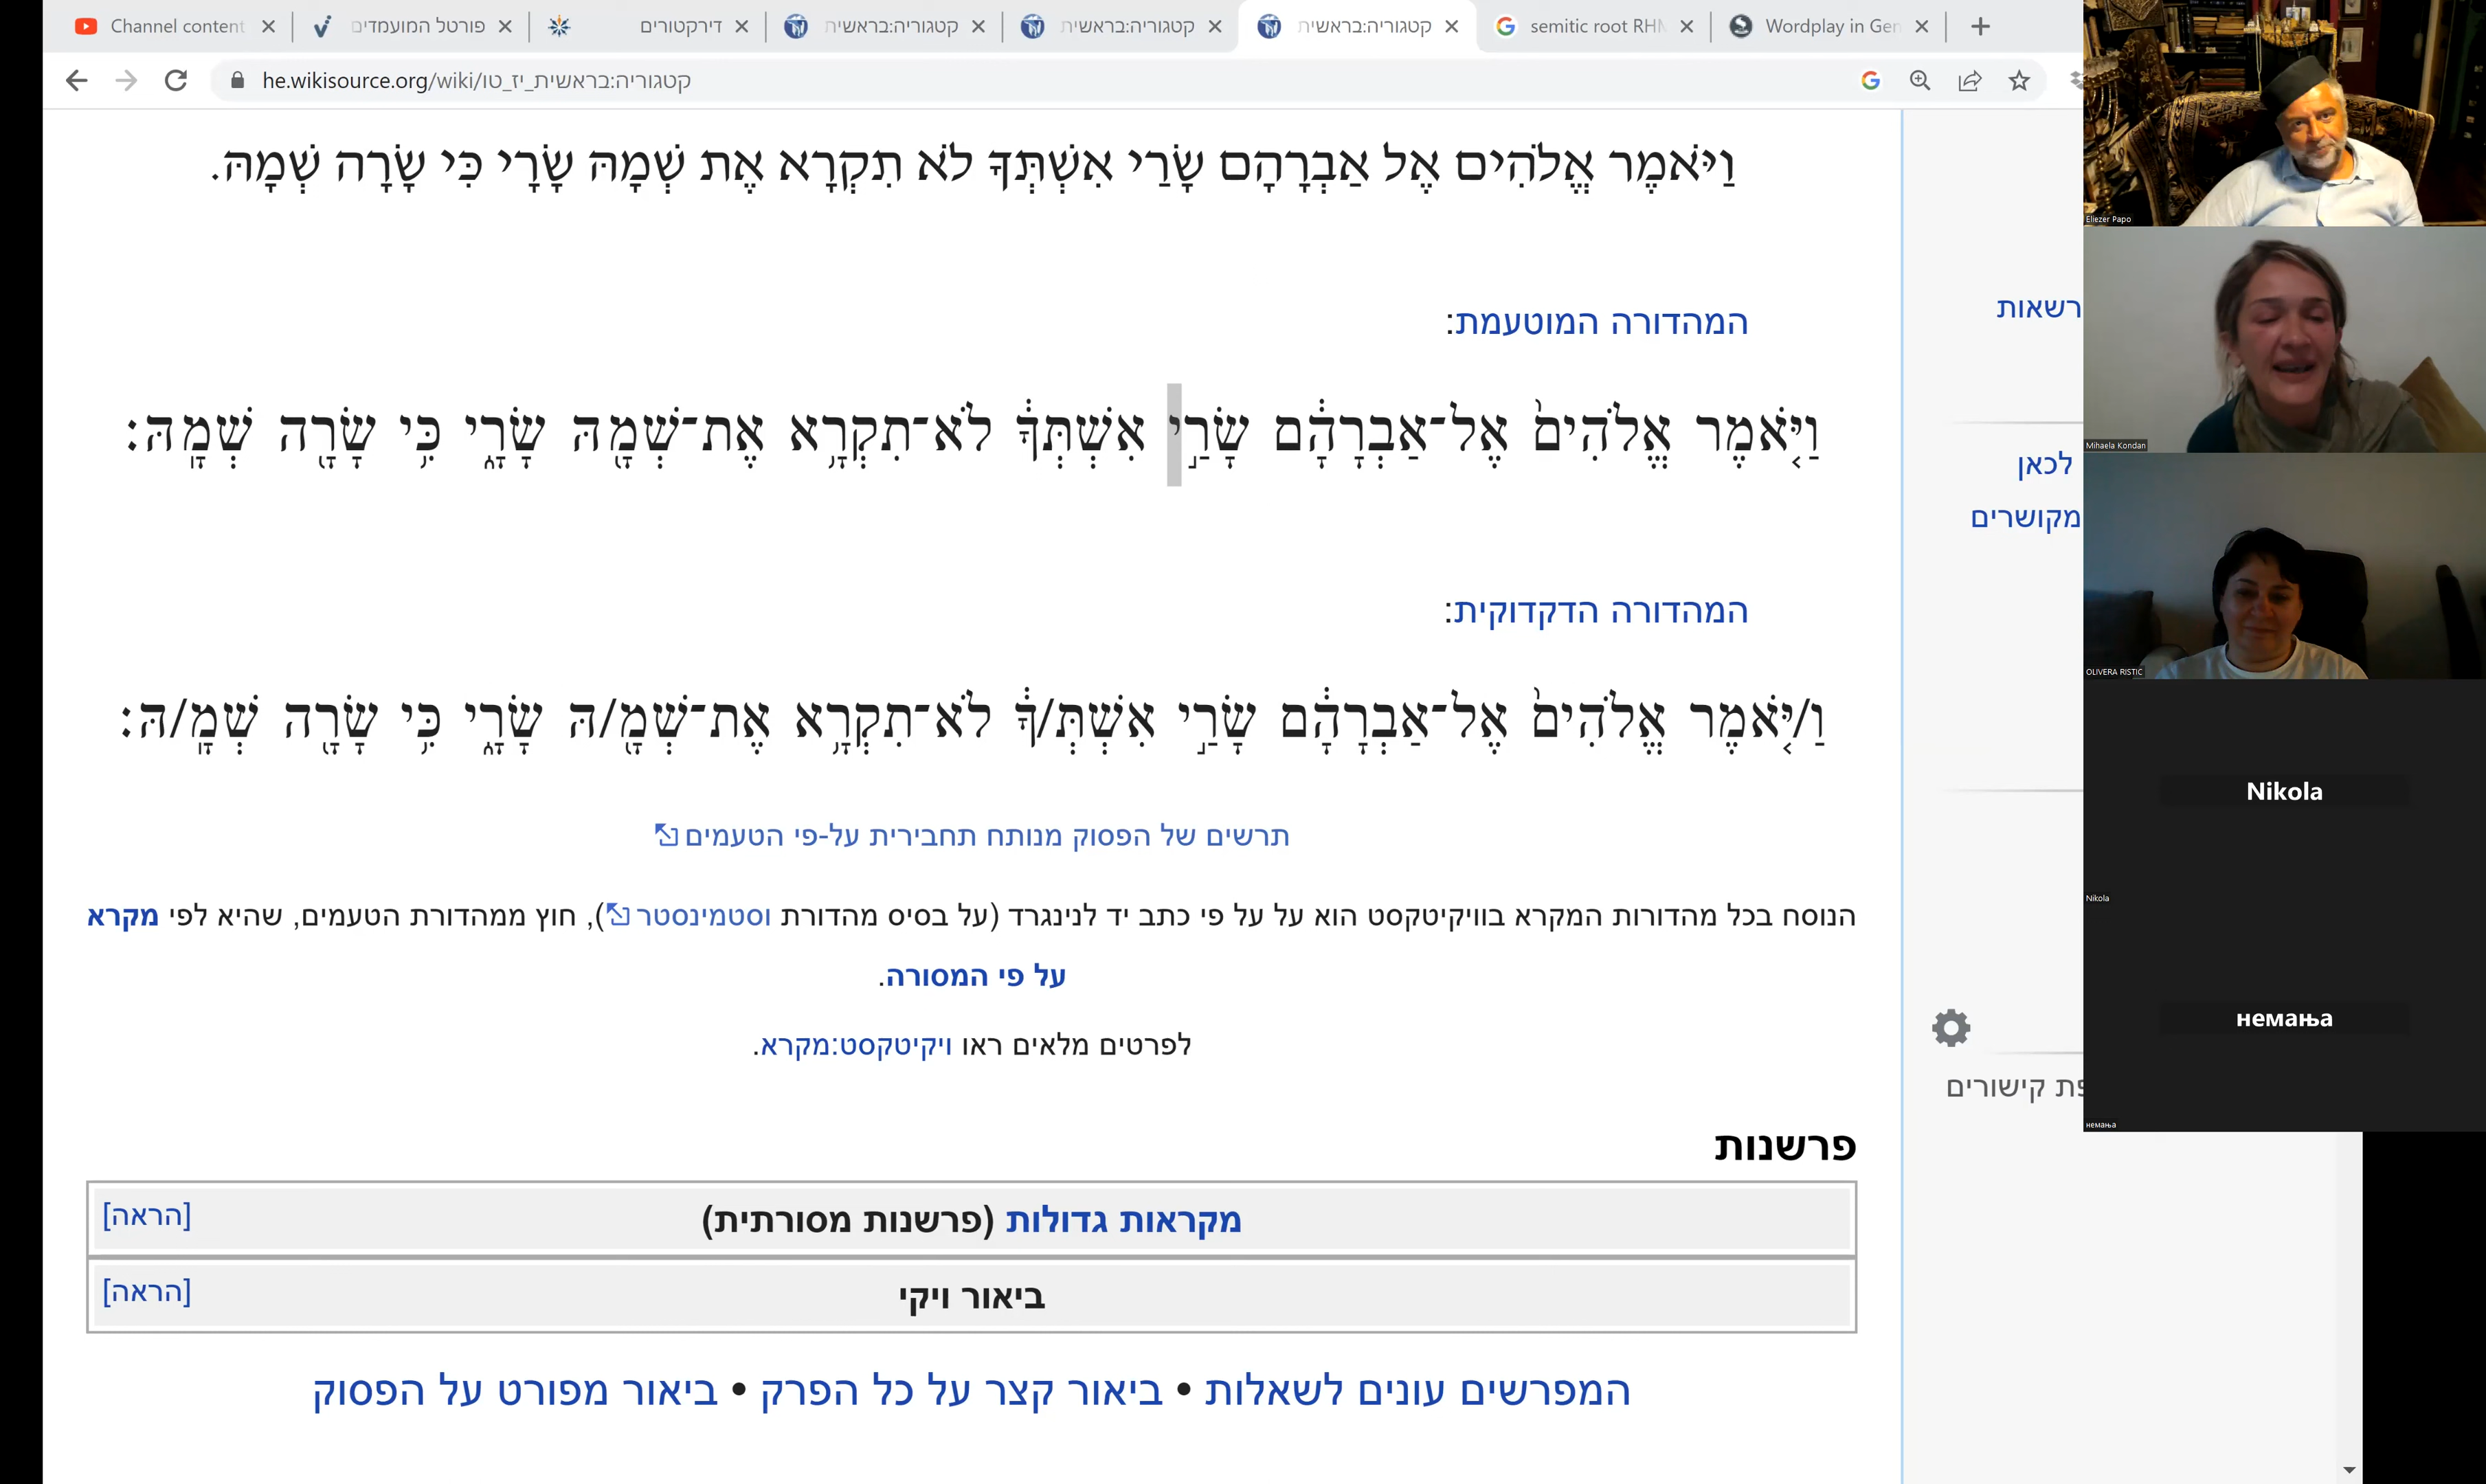 Channel content
פורטל המועמדים
דירקטורים
קטגוריה:בראשית
קטגוריה:בראשית
קטגוריה:בראשית
semitic root RHM
Wordplay in Gen
he.wikisource.org/wiki/קטגוריה:בראשית_יז_טו
וַיֹּאמֶר אֱלֹהִים אֶל אַבְרָהָם שָׂרַי אִשְׁתְּךָ לֹא תִקְרָא אֶת שְׁמָהּ שָׂרָי כִּי שָׂרָה שְׁמָהּ.
המהדורה המוטעמת:
וַיֹּ֤אמֶר אֱלֹהִים֙ אֶל־אַבְרָהָ֔ם שָׂרַ֣י אִשְׁתְּךָ֔ לֹא־תִקְרָ֥א אֶת־שְׁמָ֖הּ שָׂרָ֑י כִּ֥י שָׂרָ֖ה שְׁמָֽהּ׃
המהדורה הדקדוקית:
וַ/יֹּ֤אמֶר אֱלֹהִים֙ אֶל־אַבְרָהָ֔ם שָׂרַ֣י אִשְׁתְּ/ךָ֔ לֹא־תִקְרָ֥א אֶת־שְׁמָ֖/הּ שָׂרָ֑י כִּ֥י שָׂרָ֖ה שְׁמָֽ/הּ׃
תרשים של הפסוק מנותח תחבירית על-פי הטעמים
הנוסח בכל מהדורות המקרא בוויקיטקסט הוא על על פי כתב יד לנינגרד (על בסיס מהדורת וסטמינסטר), חוץ ממהדורת הטעמים, שהיא לפי מקרא
על פי המסורה.
לפרטים מלאים ראו ויקיטקסט:מקרא.
פרשנות
מקראות גדולות (פרשנות מסורתית)
[הראה]
ביאור ויקי
[הראה]
המפרשים עונים לשאלות • ביאור קצר על כל הפרק • ביאור מפורט על הפסוק
רשאות
לכאן
מקושרים
פת קישורים
Eliezer Papo
Mihaela Kondan
OLIVERA RISTIC
Nikola
Nikola
немања
немања